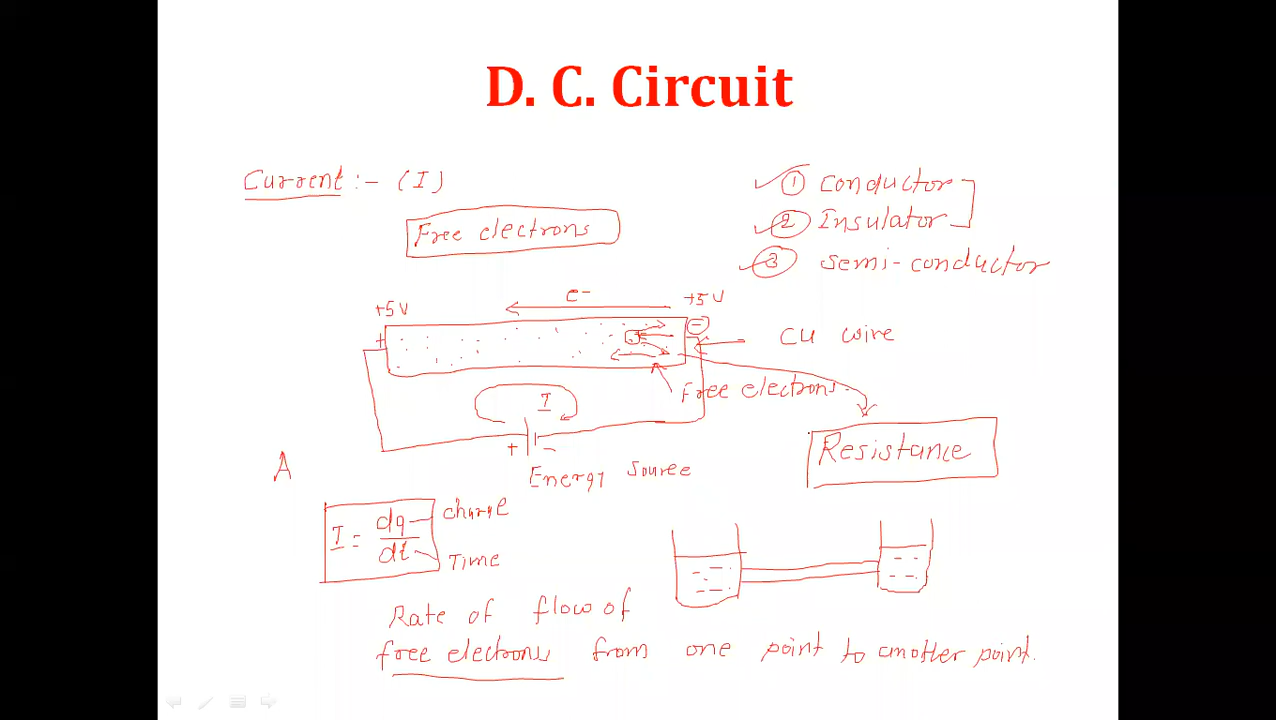 D. C. Circuit
Current :- (I)
Free electrons
① conductor
② Insulator
③ semi-conductor
+5V
e-
+5V
+
-
Cu wire
Free electrons
I
+ -
Energy source
Resistance
A
I = dq/dt
charge
Time
Rate of flow of
free electrons from one point to another point.